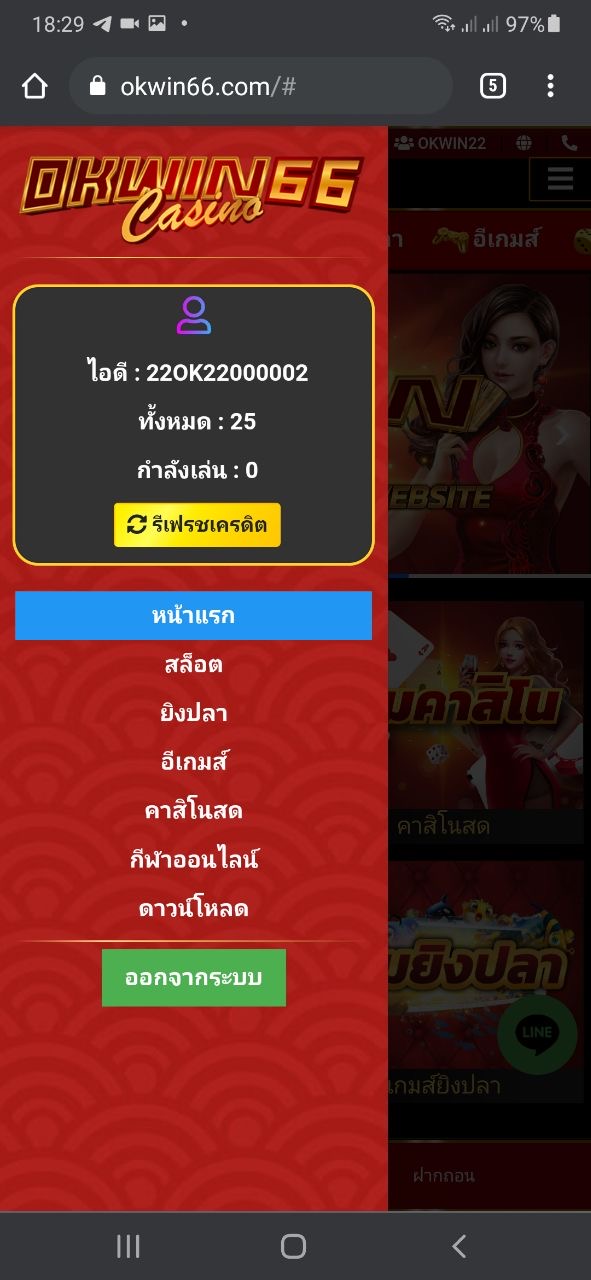 18:29
97%
okwin66.com/#
5
OKWIN66
Casino
OKWIN22
อีเกมส์
ไอดี : 22OK22000002
ทั้งหมด : 25
กำลังเล่น : 0
รีเฟรชเครดิต
หน้าแรก
สล็อต
ยิงปลา
อีเกมส์
คาสิโนสด
กีฬาออนไลน์
ดาวน์โหลด
ออกจากระบบ
EBSITE
มคาสิโน
คาสิโนสด
มยิงปลา
LINE
เกมส์ยิงปลา
ฝากถอน